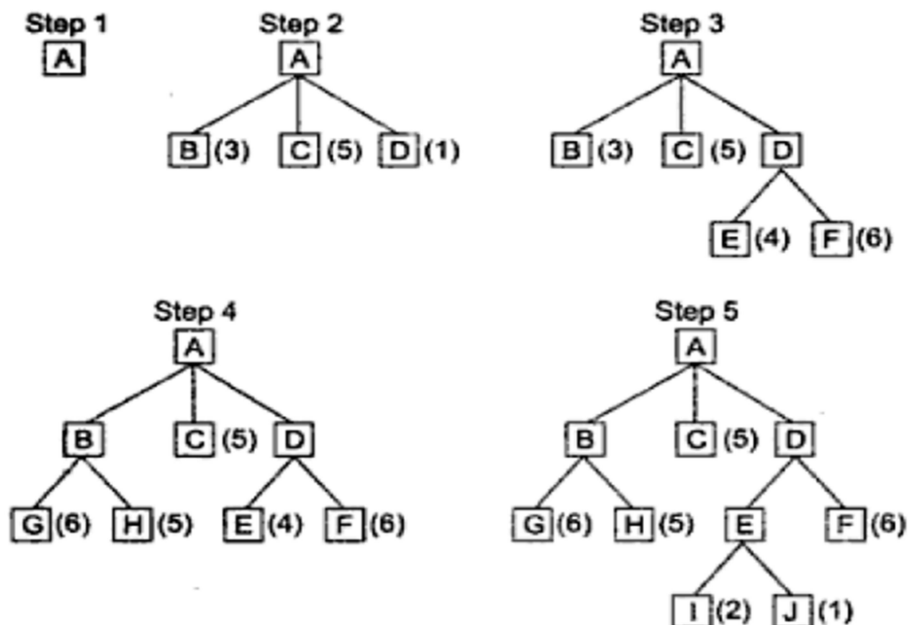 Step 1
A
Step 2
A
B (3) C (5) D (1)
Step 3
A
B (3) C (5) D
E (4) F (6)
Step 4
A
B C (5) D
G (6) H (5) E (4) F (6)
Step 5
A
B C (5) D
G (6) H (5) E F (6)
I (2) J (1)